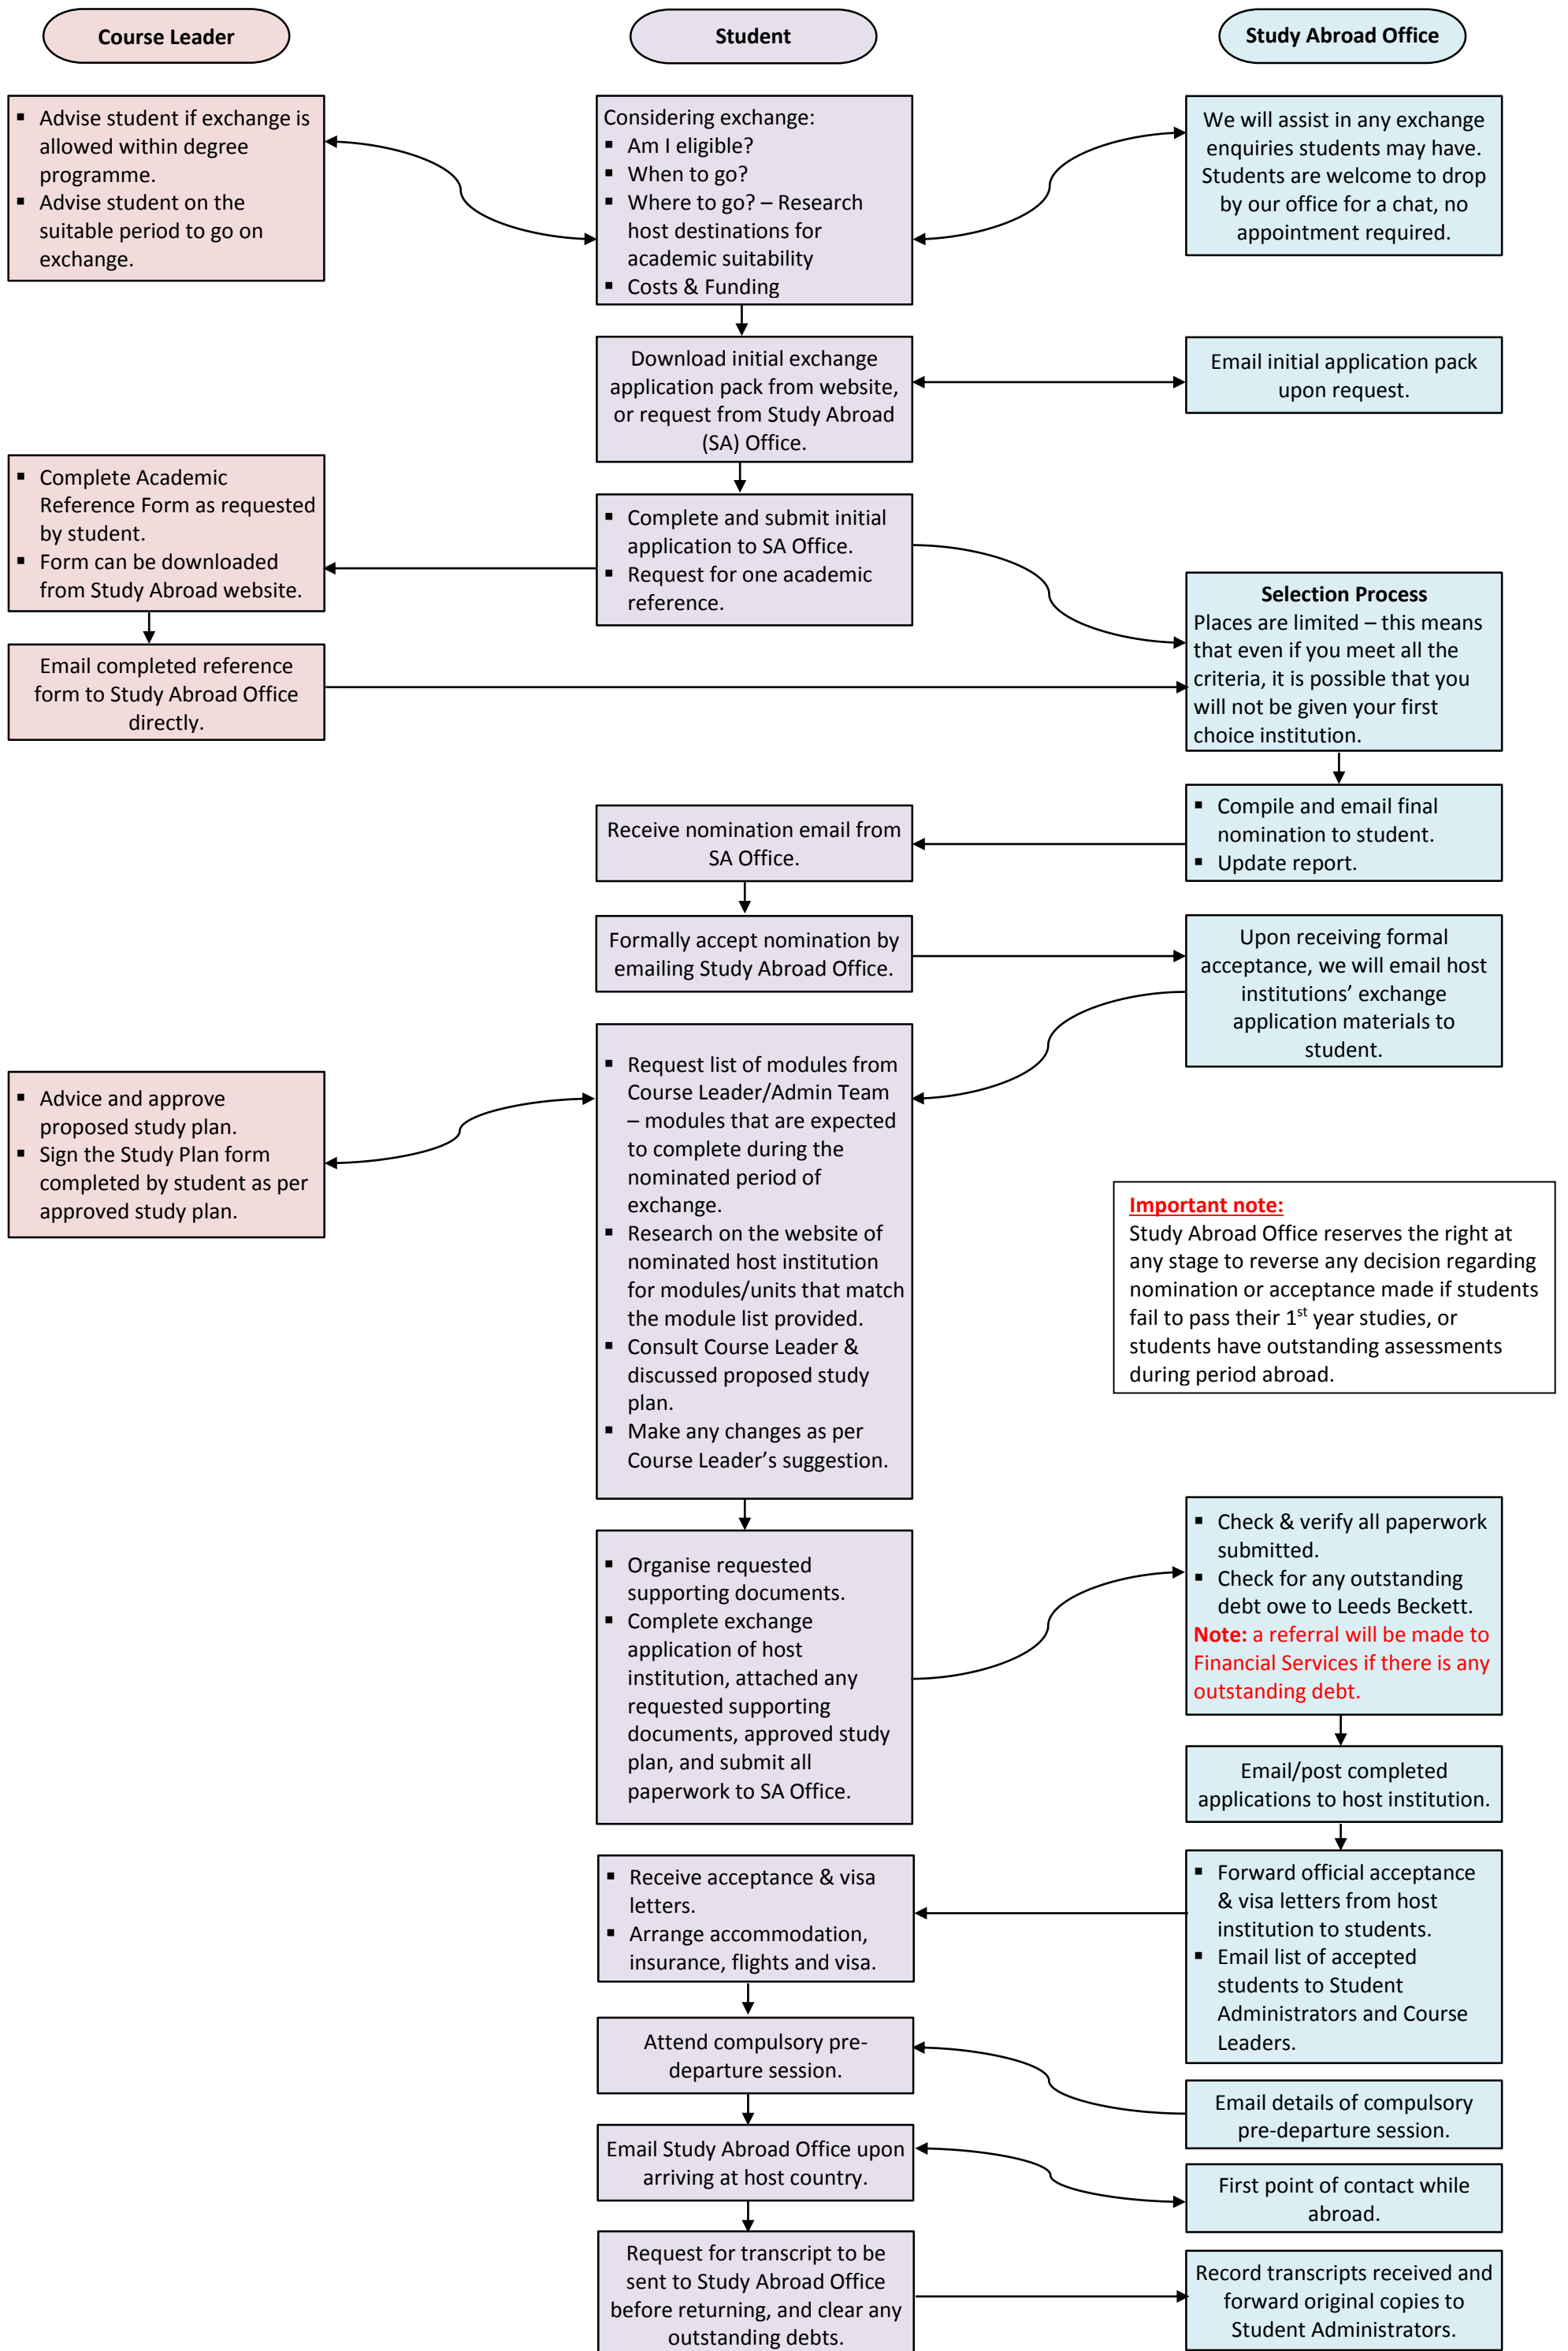 Course Leader
Student
Study Abroad Office
▪ Advise student if exchange is
allowed within degree
programme.
▪ Advise student on the
suitable period to go on
exchange.
Considering exchange:
▪ Am I eligible?
▪ When to go?
▪ Where to go? – Research
host destinations for
academic suitability
▪ Costs & Funding
We will assist in any exchange
enquiries students may have.
Students are welcome to drop
by our office for a chat, no
appointment required.
Download initial exchange
application pack from website,
or request from Study Abroad
(SA) Office.
Email initial application pack
upon request.
▪ Complete Academic
Reference Form as requested
by student.
▪ Form can be downloaded
from Study Abroad website.
▪ Complete and submit initial
application to SA Office.
▪ Request for one academic
reference.
Selection Process
Places are limited – this means
that even if you meet all the
criteria, it is possible that you
will not be given your first
choice institution.
Email completed reference
form to Study Abroad Office
directly.
▪ Compile and email final
nomination to student.
▪ Update report.
Receive nomination email from
SA Office.
Formally accept nomination by
emailing Study Abroad Office.
Upon receiving formal
acceptance, we will email host
institutions’ exchange
application materials to
student.
▪ Request list of modules from
Course Leader/Admin Team
– modules that are expected
to complete during the
nominated period of
exchange.
▪ Research on the website of
nominated host institution
for modules/units that match
the module list provided.
▪ Consult Course Leader &
discussed proposed study
plan.
▪ Make any changes as per
Course Leader’s suggestion.
▪ Advice and approve
proposed study plan.
▪ Sign the Study Plan form
completed by student as per
approved study plan.
Important note:
Study Abroad Office reserves the right at
any stage to reverse any decision regarding
nomination or acceptance made if students
fail to pass their 1st year studies, or
students have outstanding assessments
during period abroad.
▪ Organise requested
supporting documents.
▪ Complete exchange
application of host
institution, attached any
requested supporting
documents, approved study
plan, and submit all
paperwork to SA Office.
▪ Check & verify all paperwork
submitted.
▪ Check for any outstanding
debt owe to Leeds Beckett.
Note: a referral will be made to
Financial Services if there is any
outstanding debt.
Email/post completed
applications to host institution.
▪ Receive acceptance & visa
letters.
▪ Arrange accommodation,
insurance, flights and visa.
▪ Forward official acceptance
& visa letters from host
institution to students.
▪ Email list of accepted
students to Student
Administrators and Course
Leaders.
Attend compulsory pre-
departure session.
Email details of compulsory
pre-departure session.
Email Study Abroad Office upon
arriving at host country.
First point of contact while
abroad.
Request for transcript to be
sent to Study Abroad Office
before returning, and clear any
outstanding debts.
Record transcripts received and
forward original copies to
Student Administrators.